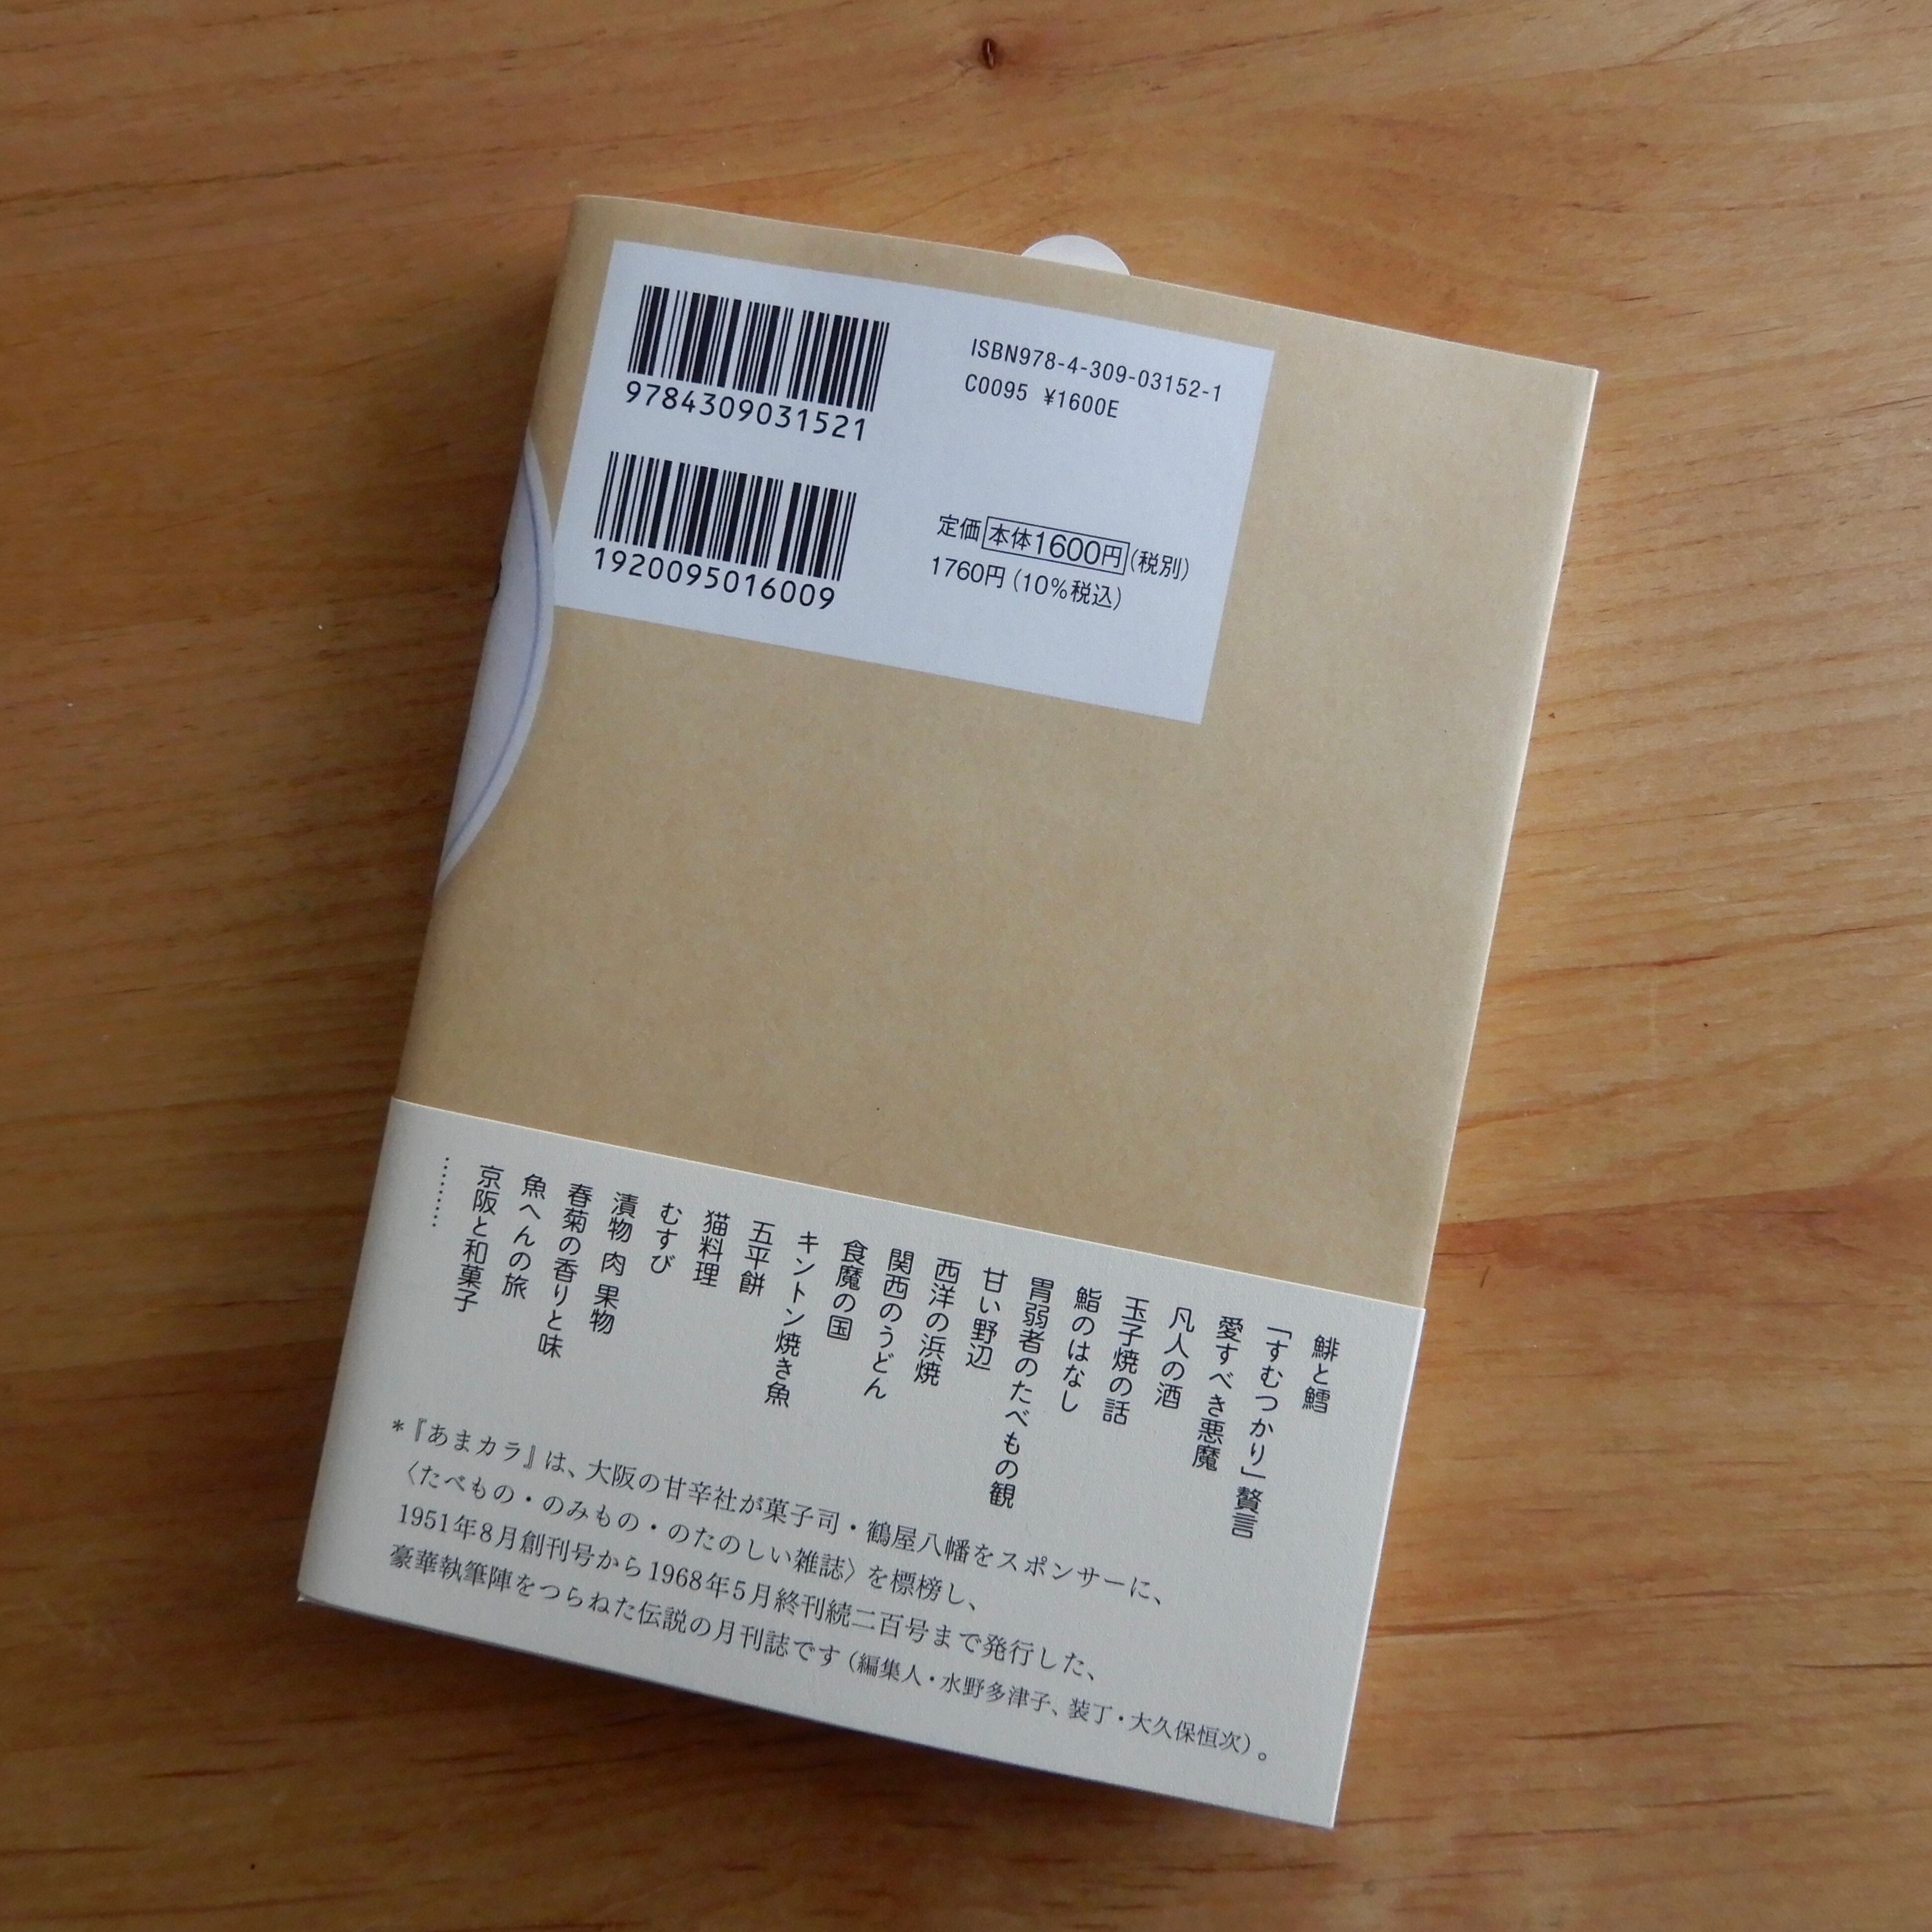 9784309031521
ISBN978-4-309-03152-1
C0095 ¥1600E
1920095016009
定価本体1600円(税別)
1760円(10%税込)
鯡と鱈
「すむつかり」贅言
愛すべき悪魔
凡人の酒
玉子焼の話
鮨のはなし
胃弱者のたべもの観
甘い野辺
西洋の浜焼
関西のうどん
食魔の国
キントン焼き魚
五平餅
猫料理
むすび
漬物 肉 果物
春菊の香りと味
魚へんの旅
京阪と和菓子
………
*『あまカラ』は、大阪の甘辛社が菓子司・鶴屋八幡をスポンサーに、
〈たべもの・のみもの・のたのしい雑誌〉を標榜し、
1951年8月創刊号から1968年5月終刊続二百号まで発行した、
豪華執筆陣をつらねた伝説の月刊誌です(編集人・水野多津子、装丁・大久保恒次)。